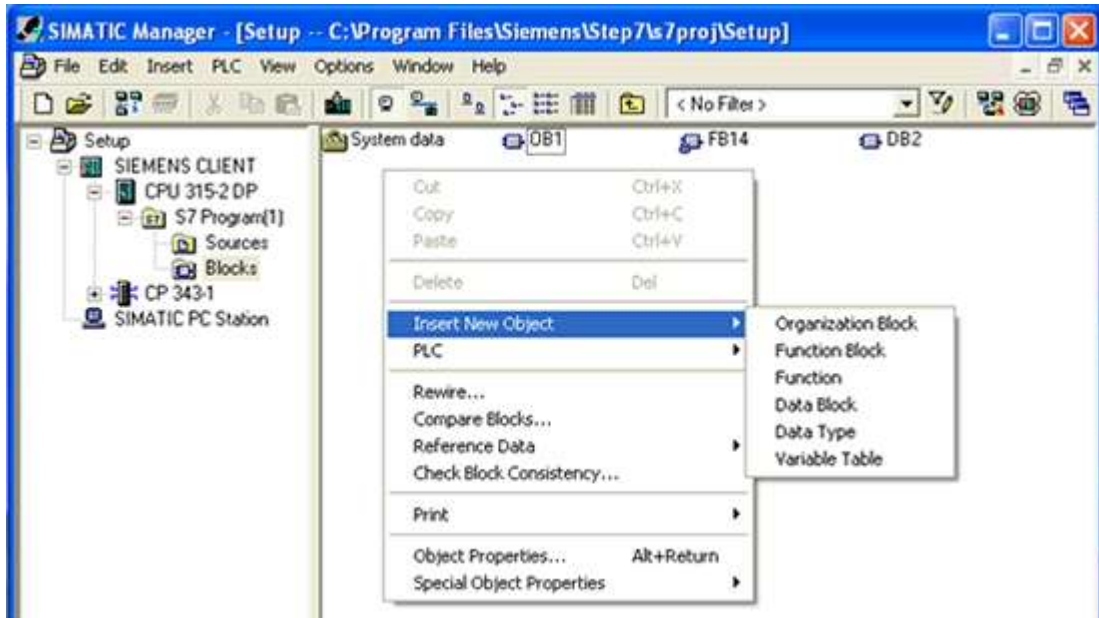 SIMATIC Manager - [Setup -- C:\Program Files\Siemens\Step7\s7proj\Setup]
File Edit Insert PLC View Options Window Help
< No Filter >
Setup
SIEMENS CLIENT
CPU 315-2 DP
S7 Program(1)
Sources
Blocks
CP 343-1
SIMATIC PC Station
System data OB1 FB14 DB2
Cut Ctrl+X
Copy Ctrl+C
Paste Ctrl+V
Delete Del
Insert New Object
PLC
Rewire...
Compare Blocks...
Reference Data
Check Block Consistency...
Print
Object Properties... Alt+Return
Special Object Properties
Organization Block
Function Block
Function
Data Block
Data Type
Variable Table